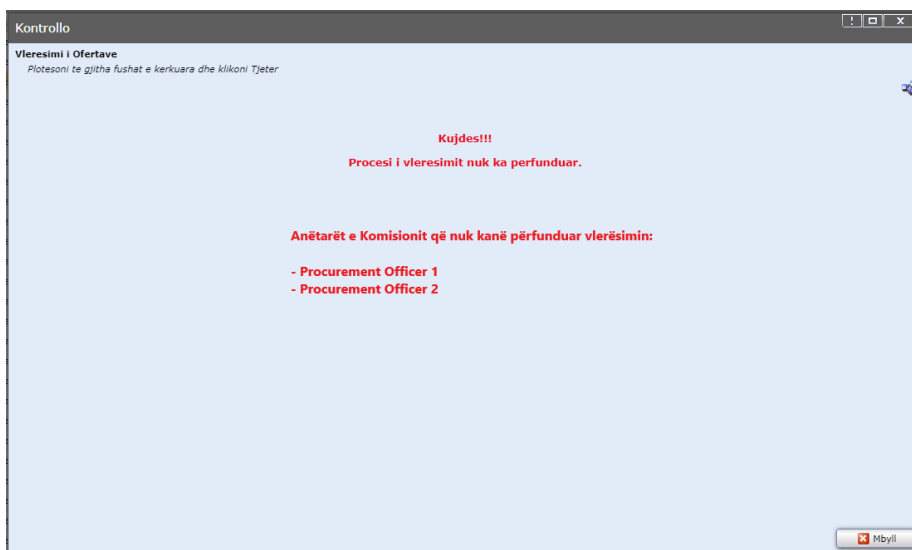 Kontrollo
Vleresimi i Ofertave
Plotesoni te gjitha fushat e kerkuara dhe klikoni Tjeter
Kujdes!!!
Procesi i vleresimit nuk ka perfunduar.
Anëtarët e Komisionit që nuk kanë përfunduar vlerësimin:
- Procurement Officer 1
- Procurement Officer 2
Mbyll